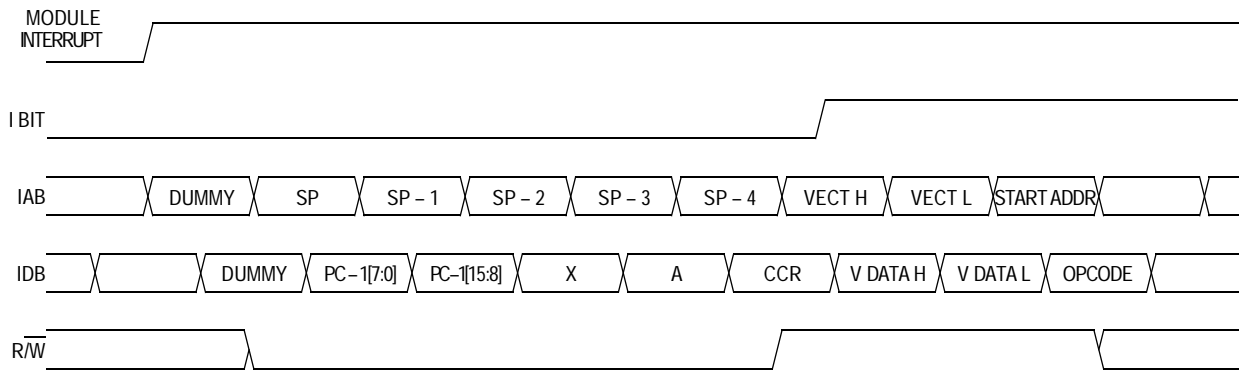 MODULE
INTERRUPT
I BIT
IAB DUMMY SP SP – 1 SP – 2 SP – 3 SP – 4 VECT H VECT L START ADDR
IDB DUMMY PC – 1[7:0] PC–1[15:8] X A CCR V DATA H V DATA L OPCODE
R/W̅